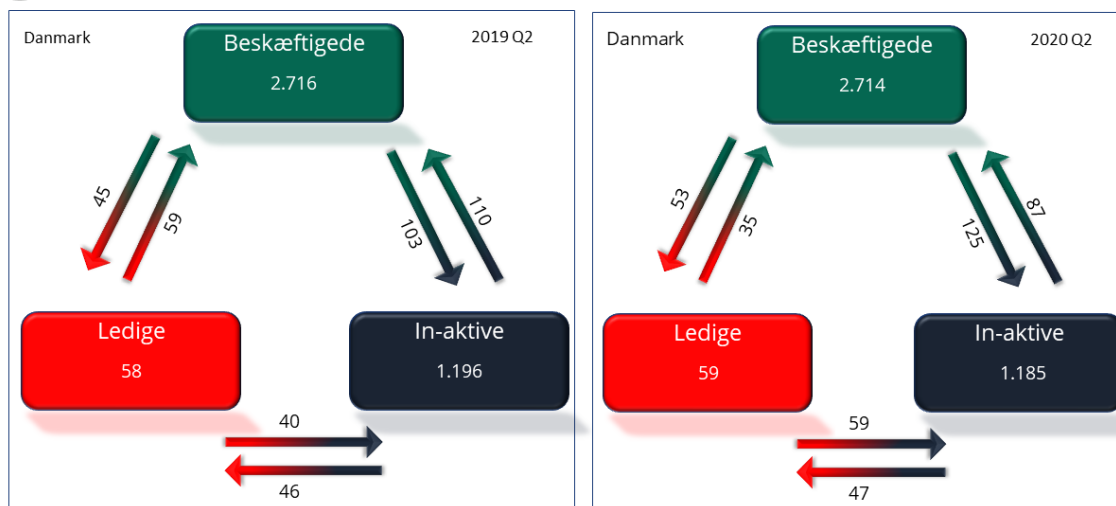 Danmark
2019 Q2
Beskæftigede
2.716
45
59
103
110
Ledige
58
In-aktive
1.196
40
46
Danmark
2020 Q2
Beskæftigede
2.714
53
35
125
87
Ledige
59
In-aktive
1.185
59
47